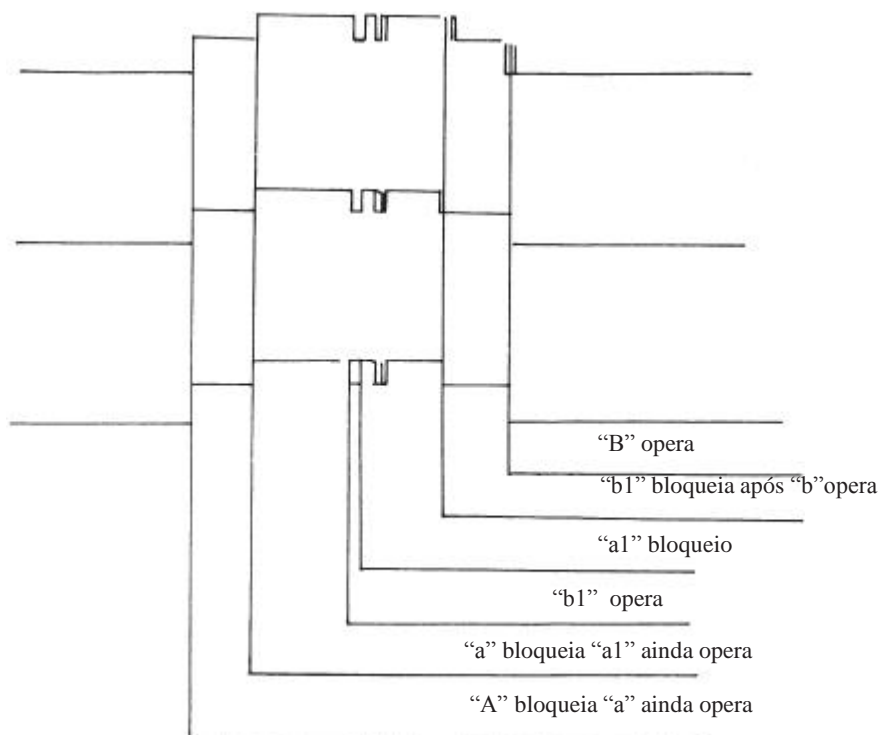 “B” opera
“b1” bloqueia após “b”opera
“a1” bloqueio
“b1” opera
“a” bloqueia “a1” ainda opera
“A” bloqueia “a” ainda opera